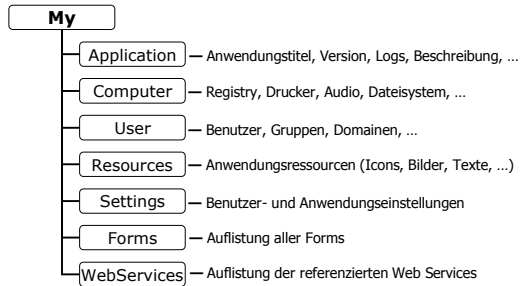 My
Application Anwendungstitel, Version, Logs, Beschreibung, ...
Computer Registry, Drucker, Audio, Dateisystem, ...
User Benutzer, Gruppen, Domainen, ...
Resources Anwendungsressourcen (Icons, Bilder, Texte, ...)
Settings Benutzer- und Anwendungseinstellungen
Forms Auflistung aller Forms
WebServices Auflistung der referenzierten Web Services